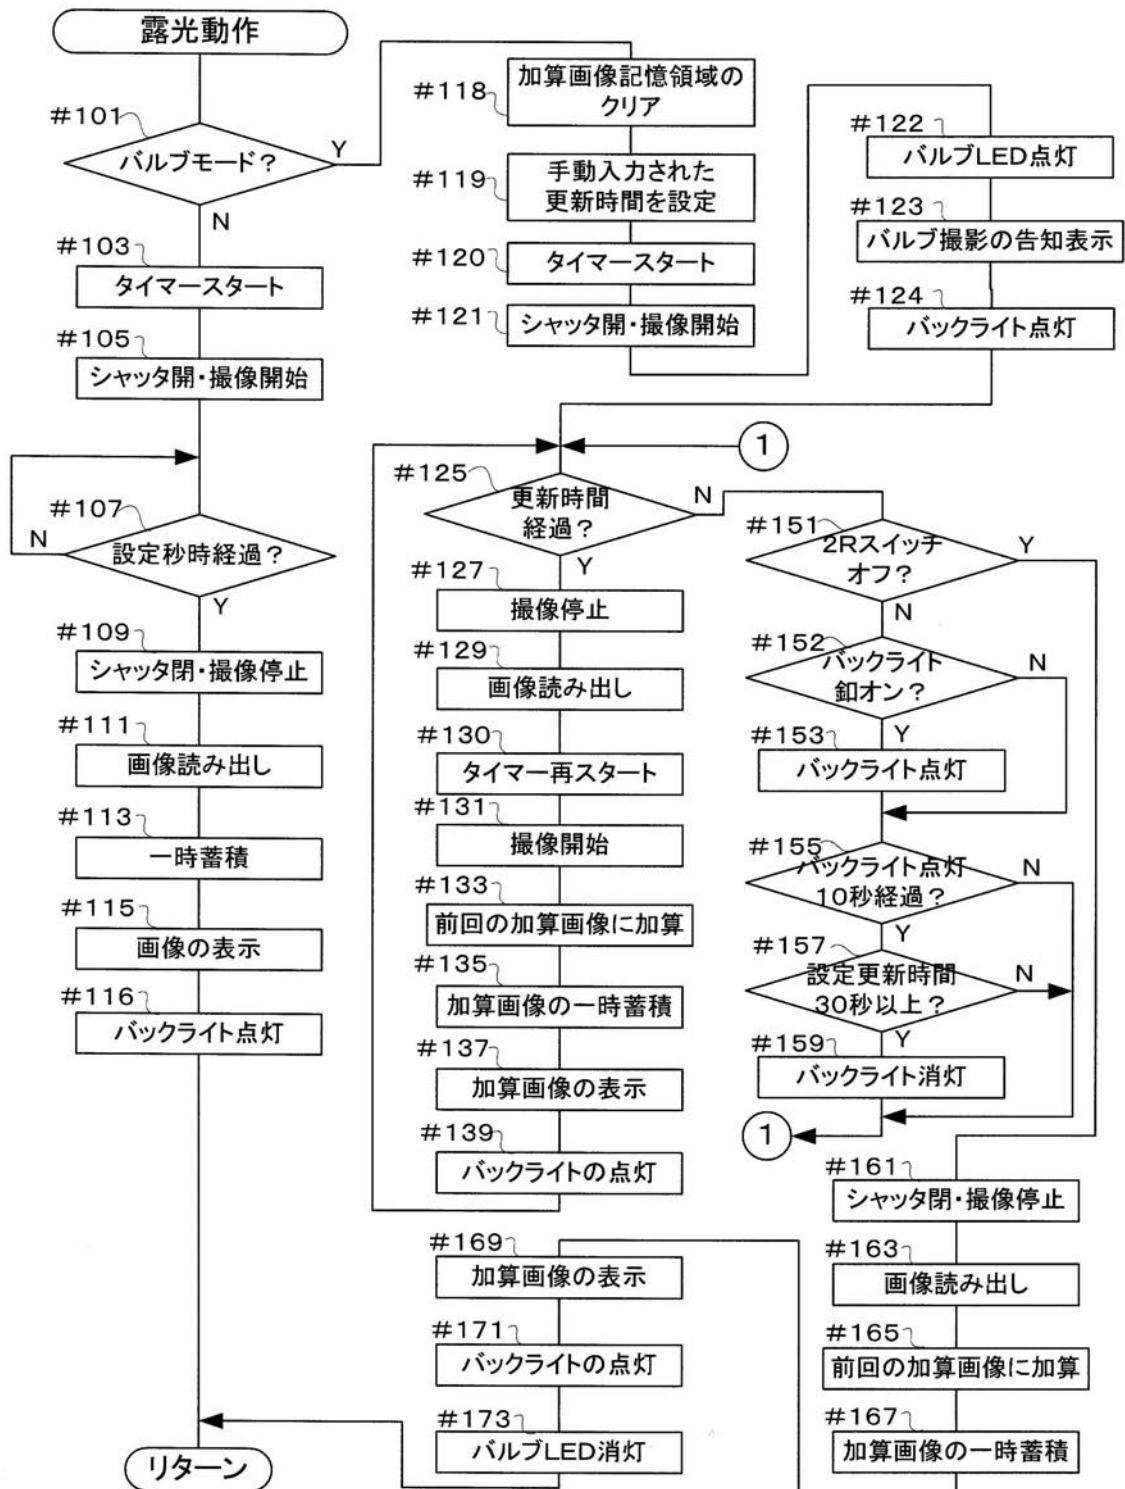 露光動作
#101
バルブモード？
Y
N
#103
タイマースタート
#105
シャッタ開・撮像開始
#107
設定秒時経過？
N
Y
#109
シャッタ閉・撮像停止
#111
画像読み出し
#113
一時蓄積
#115
画像の表示
#116
バックライト点灯
リターン
#118
加算画像記憶領域の
クリア
#119
手動入力された
更新時間を設定
#120
タイマースタート
#121
シャッタ開・撮像開始
#122
バルブLED点灯
#123
バルブ撮影の告知表示
#124
バックライト点灯
1
#125
更新時間
経過？
N
Y
#127
撮像停止
#129
画像読み出し
#130
タイマー再スタート
#131
撮像開始
#133
前回の加算画像に加算
#135
加算画像の一時蓄積
#137
加算画像の表示
#139
バックライトの点灯
#151
2Rスイッチ
オフ？
Y
N
#152
バックライト
釦オン？
N
Y
#153
バックライト点灯
#155
バックライト点灯
10秒経過？
N
Y
#157
設定更新時間
30秒以上？
N
Y
#159
バックライト消灯
1
#161
シャッタ閉・撮像停止
#163
画像読み出し
#165
前回の加算画像に加算
#167
加算画像の一時蓄積
#169
加算画像の表示
#171
バックライトの点灯
#173
バルブLED消灯